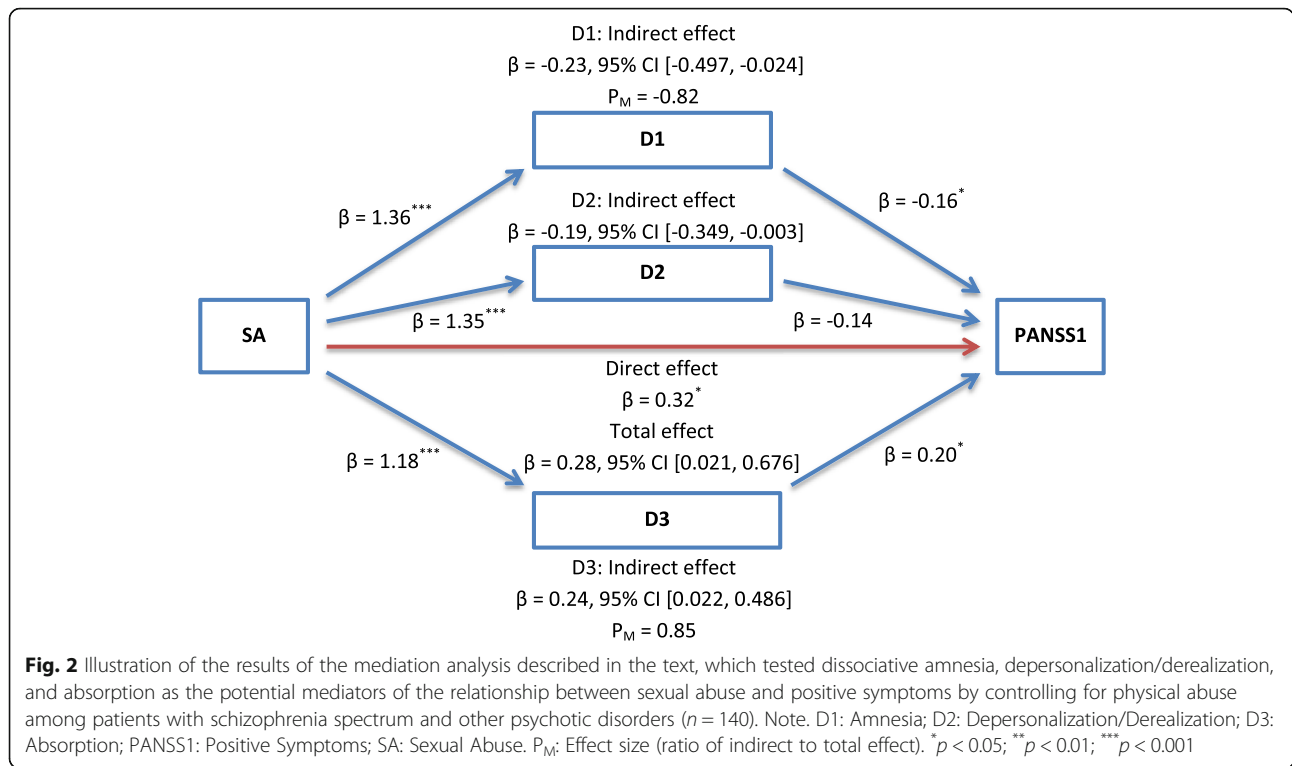 D1: Indirect effect
β = -0.23, 95% CI [-0.497, -0.024]
P_M = -0.82
D1
β = 1.36***
β = -0.16*
D2: Indirect effect
β = -0.19, 95% CI [-0.349, -0.003]
D2
β = 1.35***
β = -0.14
SA
PANSS1
Direct effect
β = 0.32*
Total effect
β = 0.28, 95% CI [0.021, 0.676]
β = 1.18***
β = 0.20*
D3
D3: Indirect effect
β = 0.24, 95% CI [0.022, 0.486]
P_M = 0.85
Fig. 2 Illustration of the results of the mediation analysis described in the text, which tested dissociative amnesia, depersonalization/derealization,
and absorption as the potential mediators of the relationship between sexual abuse and positive symptoms by controlling for physical abuse
among patients with schizophrenia spectrum and other psychotic disorders (n = 140). Note. D1: Amnesia; D2: Depersonalization/Derealization; D3:
Absorption; PANSS1: Positive Symptoms; SA: Sexual Abuse. P_M: Effect size (ratio of indirect to total effect). *p < 0.05; **p < 0.01; ***p < 0.001